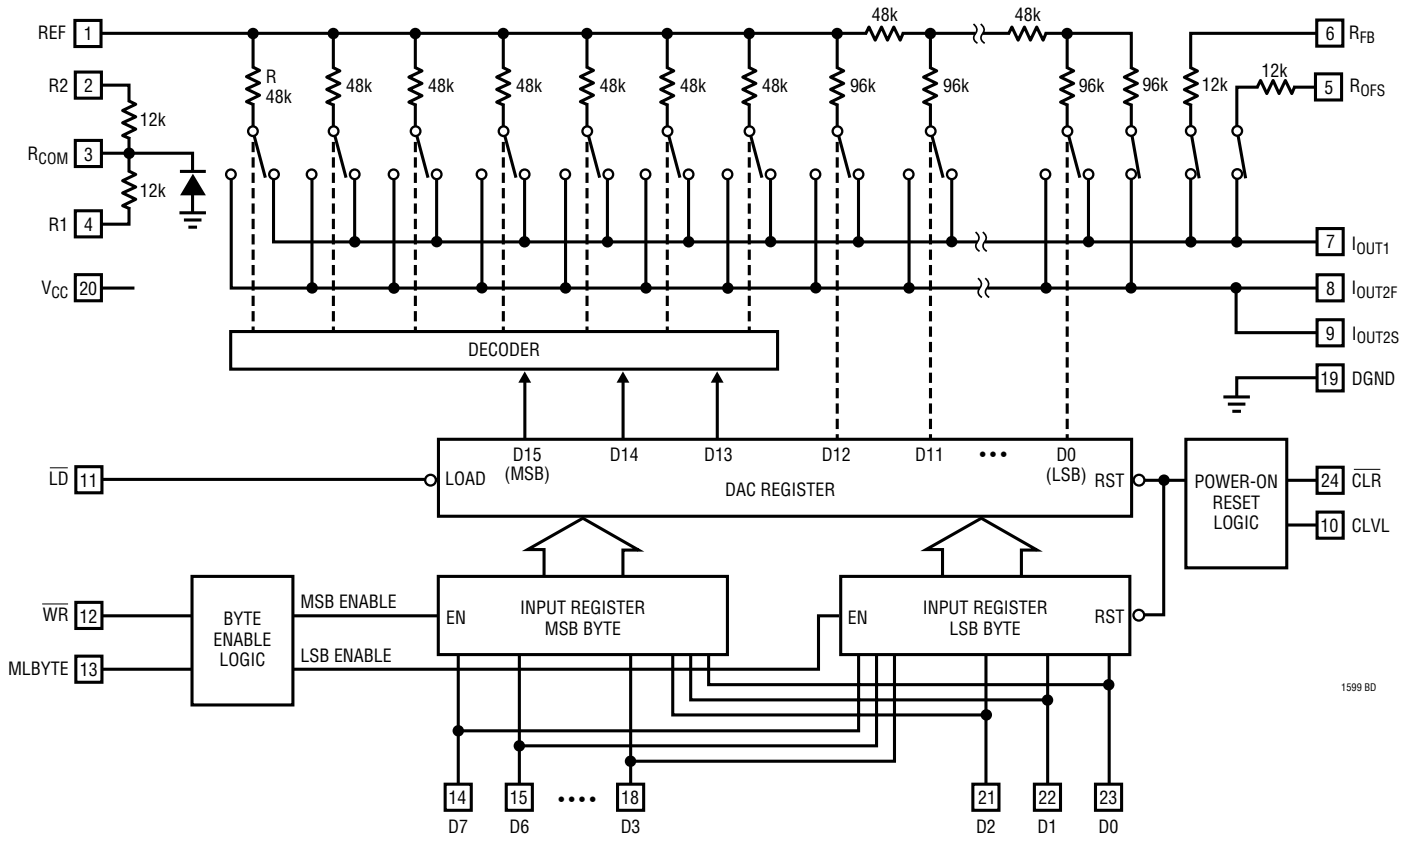 48k 48k
REF 1 6 RFB
R
48k 48k 48k 48k 48k 48k 48k 96k 96k 96k 96k 12k 12k
R2 2 5 ROFS
12k
RCOM 3
12k
R1 4
7 IOUT1
VCC 20 8 IOUT2F
9 IOUT2S
DECODER
19 DGND
D15 D14 D13 D12 D11 ••• D0
(MSB) (LSB)
LD 11 LOAD DAC REGISTER RST
POWER-ON
RESET
LOGIC
24 CLR
10 CLVL
WR 12
MLBYTE 13
BYTE
ENABLE
LOGIC
MSB ENABLE
LSB ENABLE
EN INPUT REGISTER
MSB BYTE
EN INPUT REGISTER RST
LSB BYTE
1599 BD
14 15 •••• 18 21 22 23
D7 D6 D3 D2 D1 D0